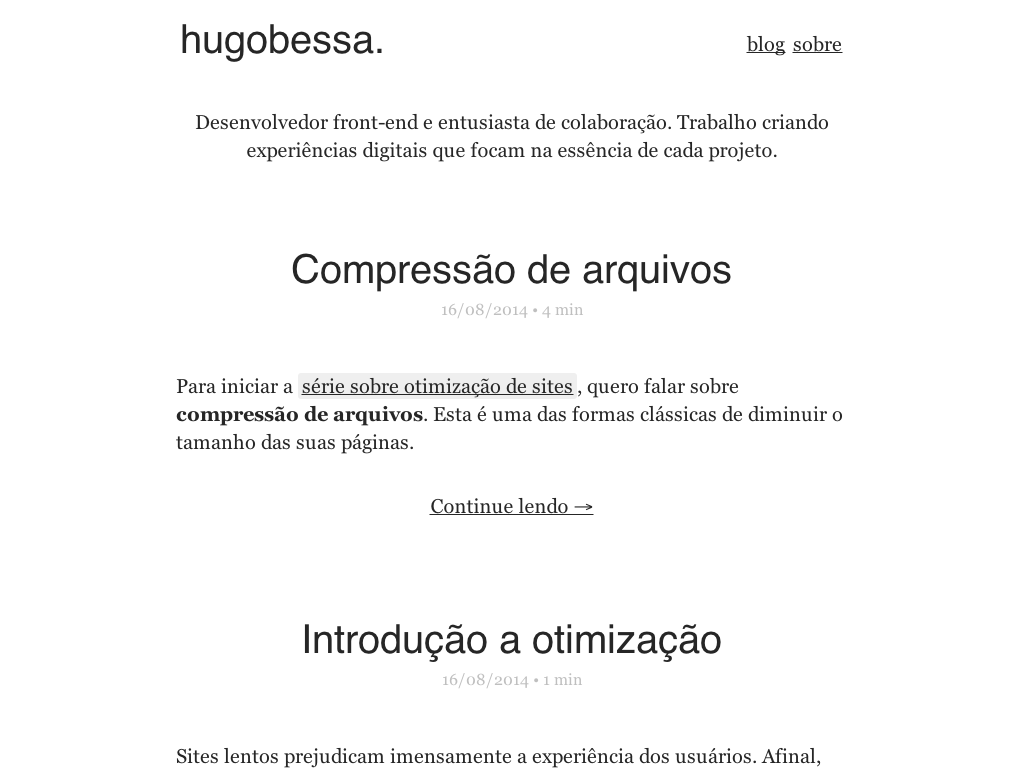 hugobessa.
blog sobre
Desenvolvedor front-end e entusiasta de colaboração. Trabalho criando
experiências digitais que focam na essência de cada projeto.
Compressão de arquivos
16/08/2014 • 4 min
Para iniciar a série sobre otimização de sites, quero falar sobre
compressão de arquivos. Esta é uma das formas clássicas de diminuir o
tamanho das suas páginas.
Continue lendo →
Introdução a otimização
16/08/2014 • 1 min
Sites lentos prejudicam imensamente a experiência dos usuários. Afinal,